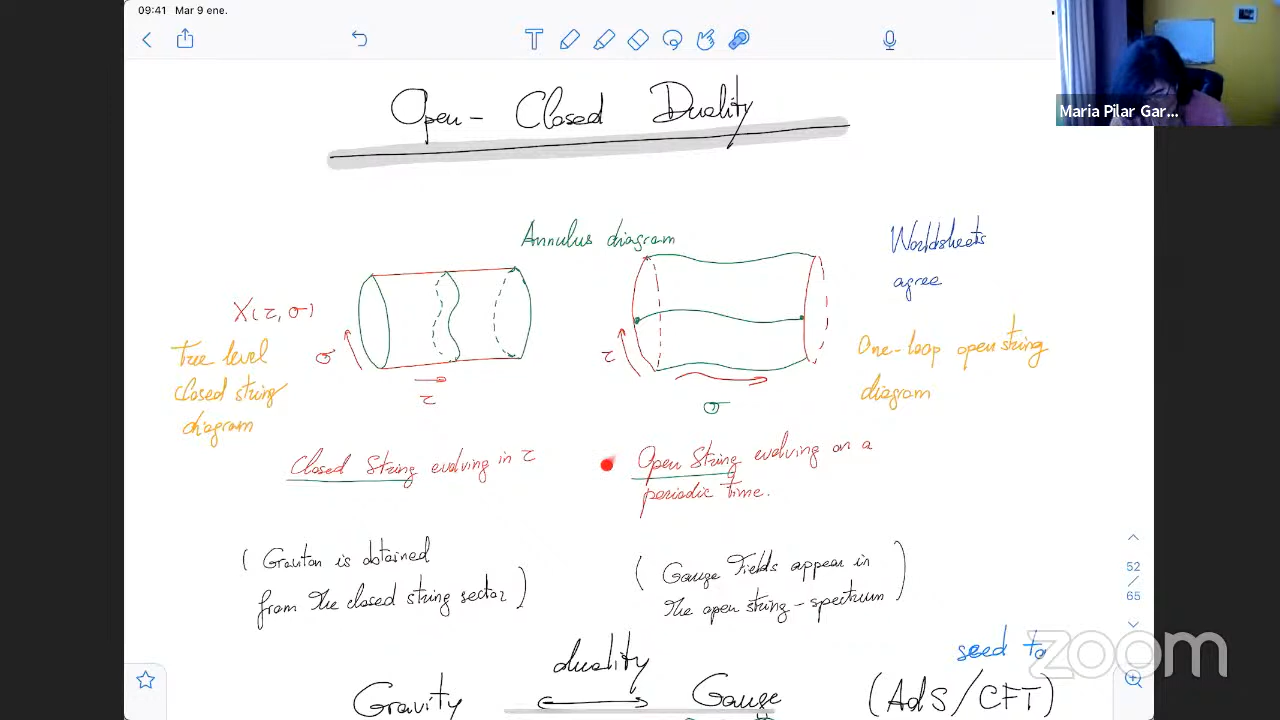 09:41 Mar 9 ene.
Maria Pilar Gar...
Open - Closed Duality
Annulus diagram
Worldsheets
agree
X(τ, σ)
Tree level
closed string
diagram
σ
τ
τ
σ
One-loop open string
diagram
Closed String evolving in τ
Open String evolving on a
periodic time.
( Graviton is obtained
from the closed string sector )
( Gauge Fields appear in
the open string - spectrum )
duality
seed to
Gravity ⟷ Gauge (AdS/CFT)
52
/
65
zoom